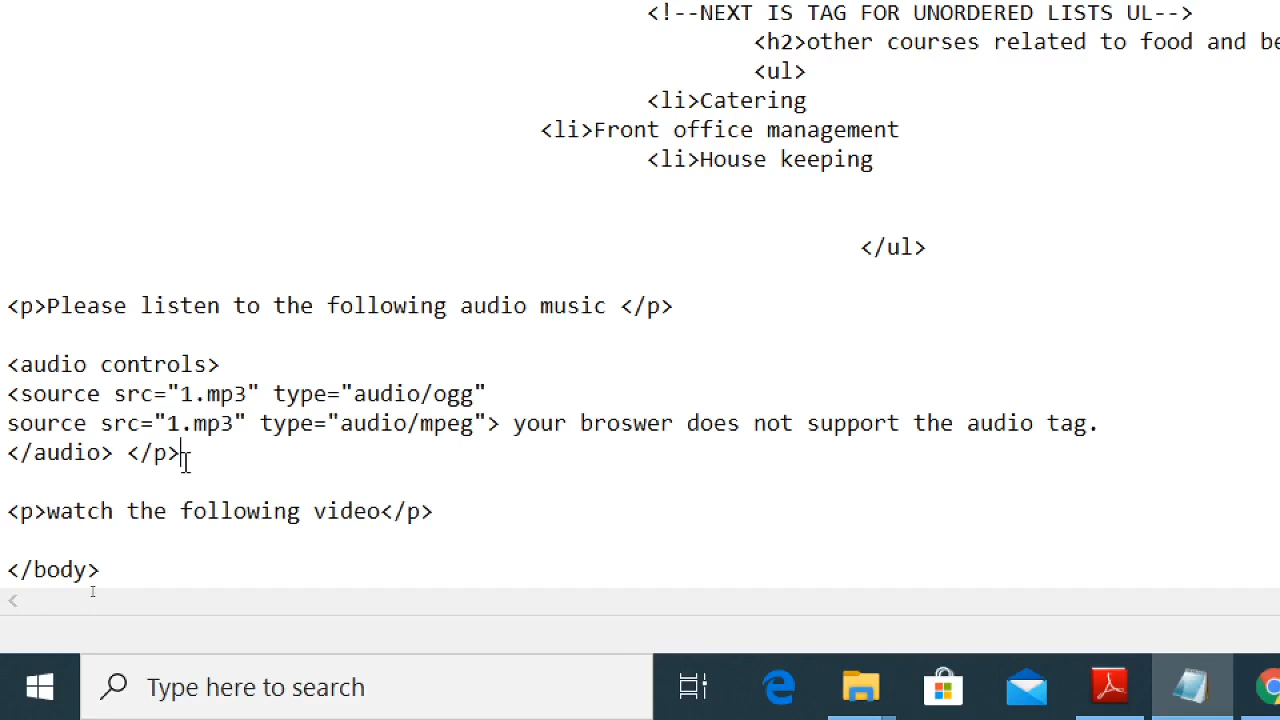 <!--NEXT IS TAG FOR UNORDERED LISTS UL-->
<h2>other courses related to food and be
<ul>
<li>Catering
<li>Front office management
<li>House keeping
</ul>
<p>Please listen to the following audio music </p>
<audio controls>
<source src="1.mp3" type="audio/ogg"
source src="1.mp3" type="audio/mpeg"> your broswer does not support the audio tag.
</audio> </p>
<p>watch the following video</p>
</body>
Type here to search